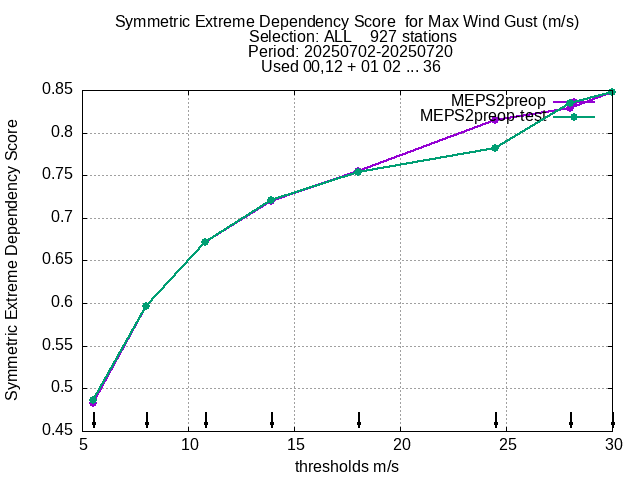 Symmetric Extreme Dependency Score  for Max Wind Gust (m/s)
Selection: ALL    927 stations
Period: 20250702-20250720
Used 00,12 + 01 02 ... 36
MEPS2preop
MEPS2preop-test
0.85
0.8
0.75
0.7
0.65
0.6
0.55
0.5
0.45
Symmetric Extreme Dependency Score
5 10 15 20 25 30
thresholds m/s